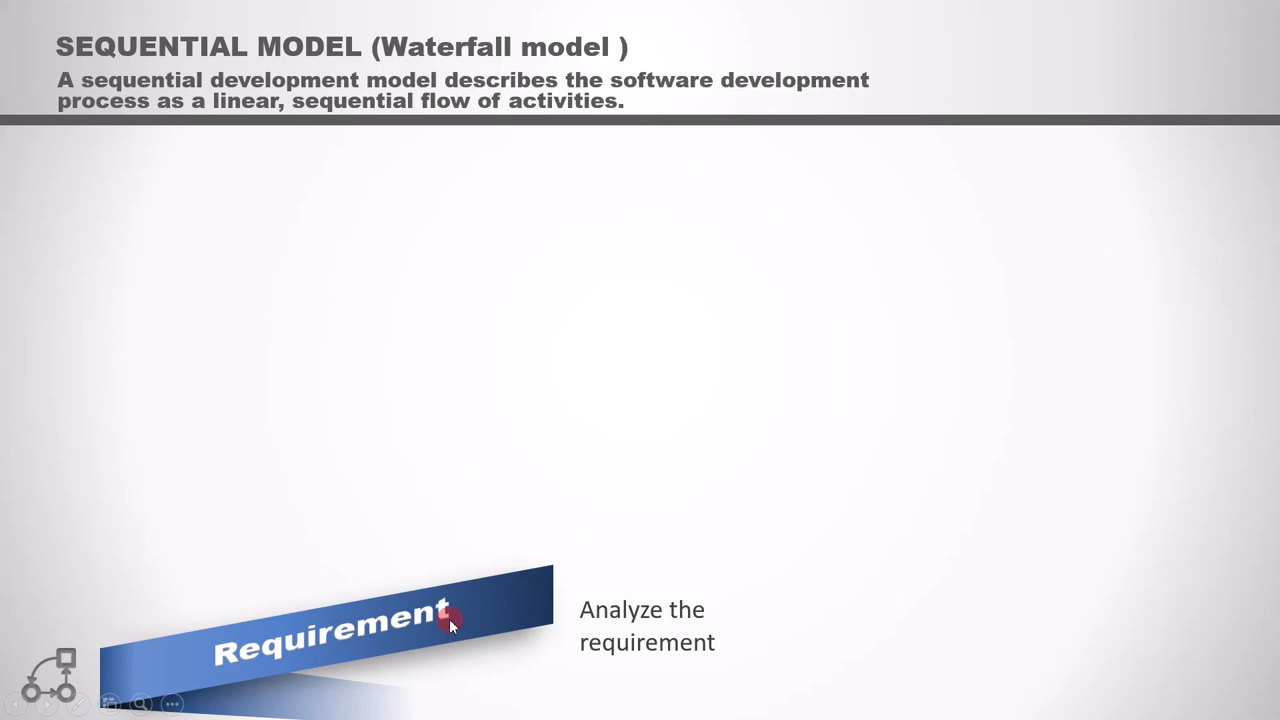 SEQUENTIAL MODEL (Waterfall model )
A sequential development model describes the software development
process as a linear, sequential flow of activities.
Requirement
Analyze the
requirement